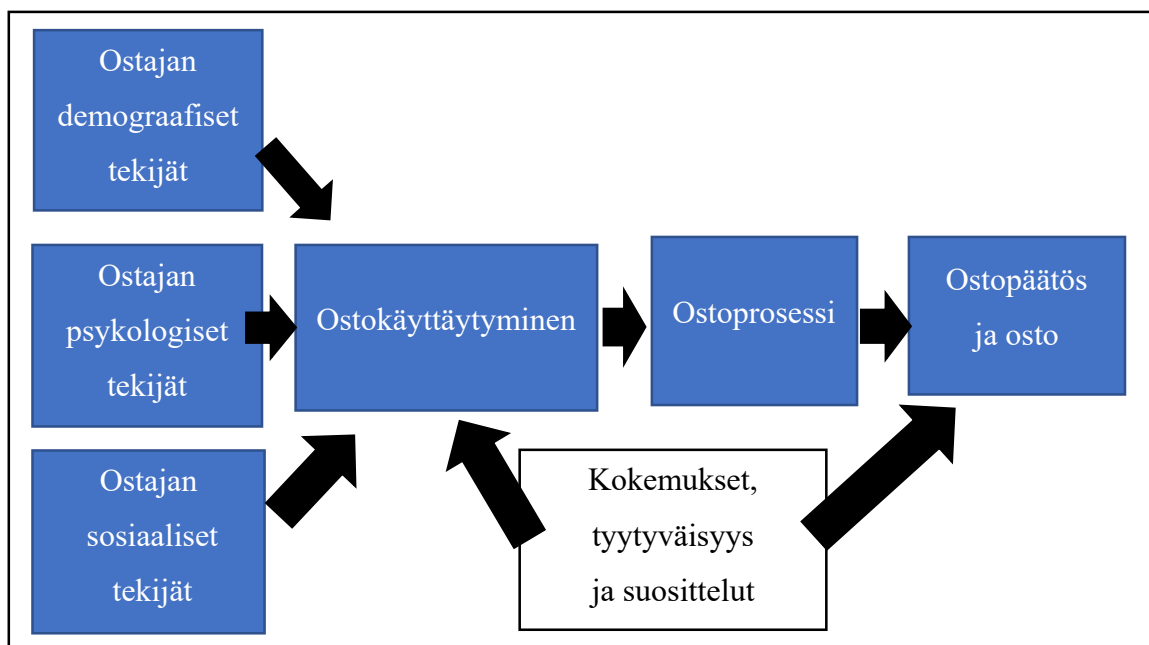 Ostajan
demograafiset
tekijät
Ostajan
psykologiset
tekijät
Ostajan
sosiaaliset
tekijät
Ostokäyttäytyminen
Ostoprosessi
Ostopäätös
ja osto
Kokemukset,
tyytyväisyys
ja suosittelut